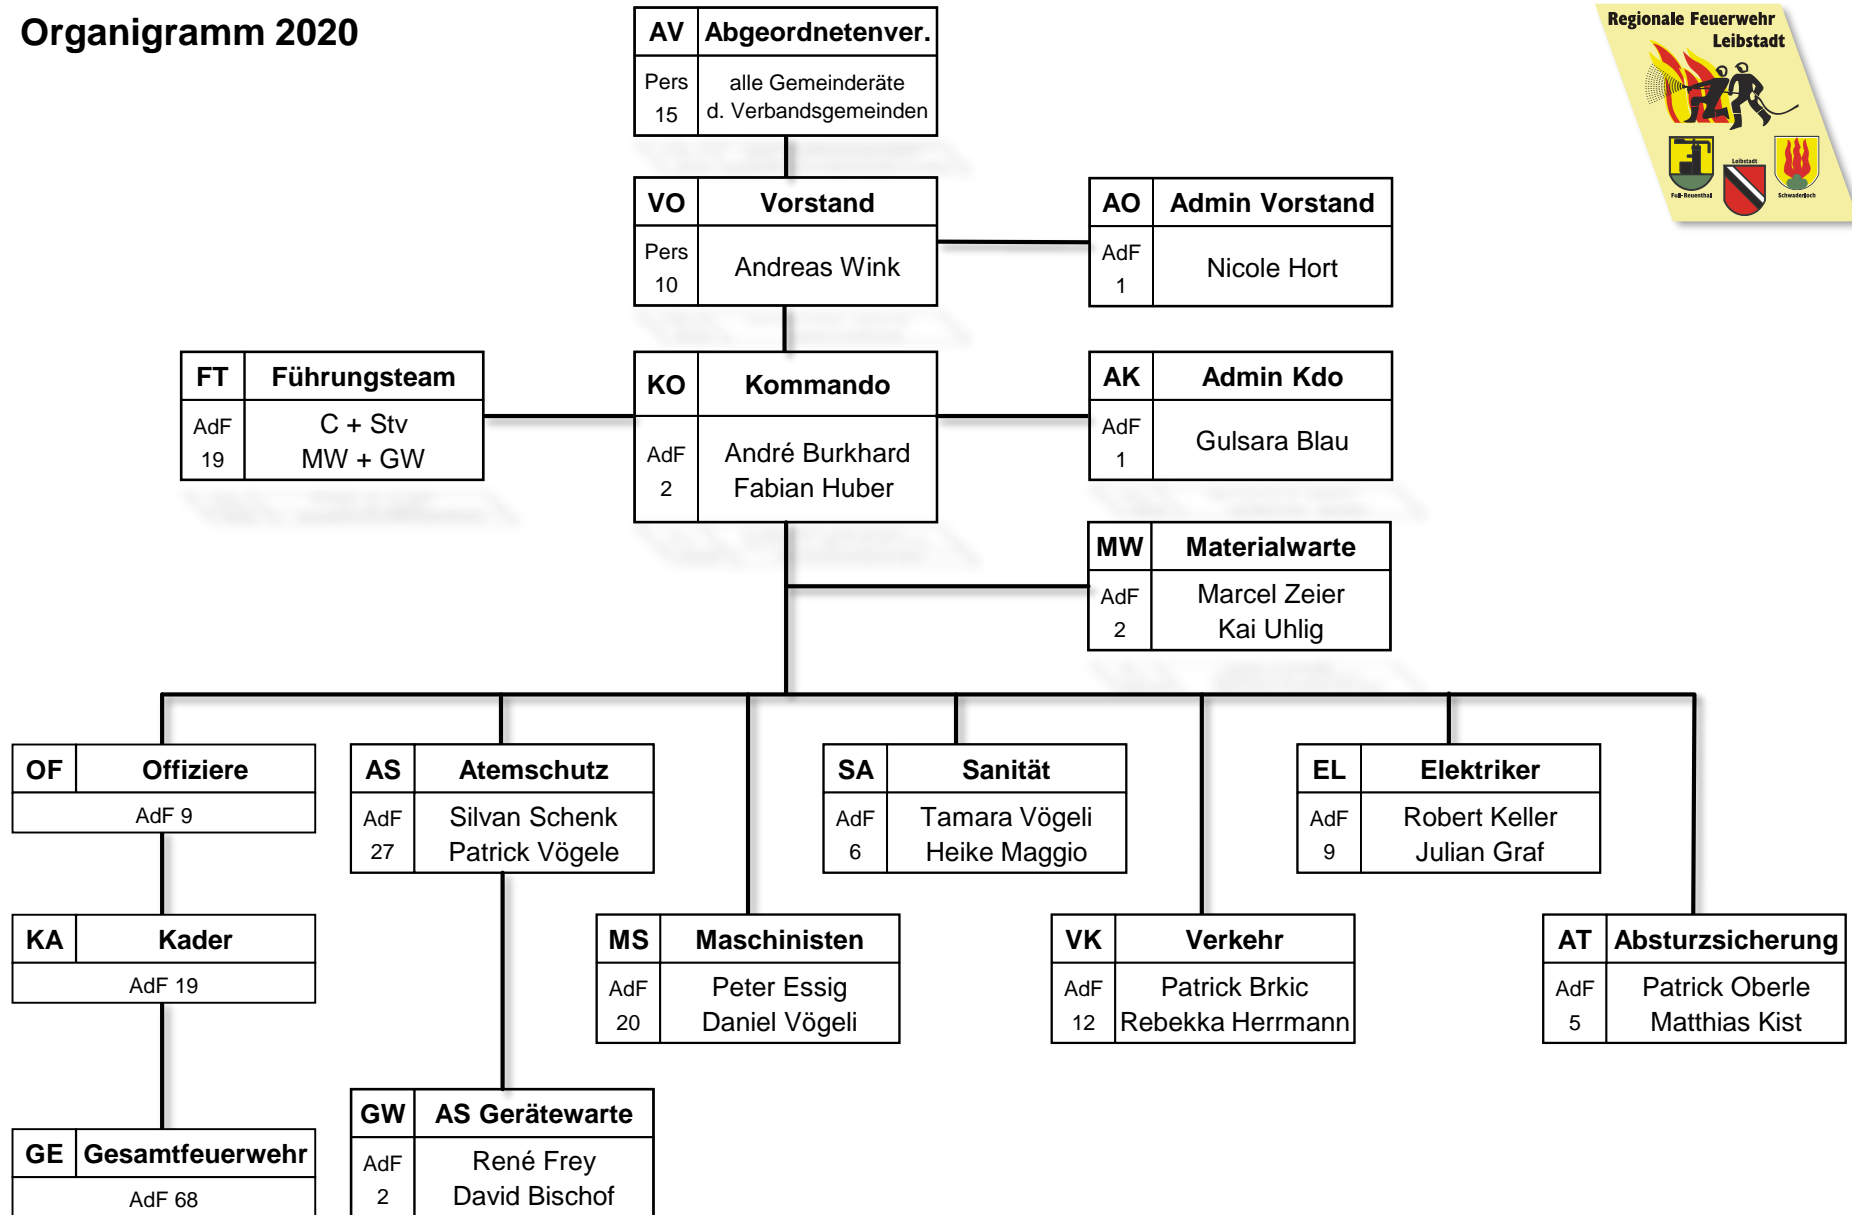 Organigramm 2020
Regionale Feuerwehr
Leibstadt
Full-Reuenthal
Leibstadt
Schwaderloch
AV Abgeordnetenver.
Pers 15
alle Gemeinderäte
d. Verbandsgemeinden
VO Vorstand
Pers 10
Andreas Wink
AO Admin Vorstand
AdF 1
Nicole Hort
FT Führungsteam
AdF 19
C + Stv
MW + GW
KO Kommando
AdF 2
André Burkhard
Fabian Huber
AK Admin Kdo
AdF 1
Gulsara Blau
MW Materialwarte
AdF 2
Marcel Zeier
Kai Uhlig
OF Offiziere
AdF 9
AS Atemschutz
AdF 27
Silvan Schenk
Patrick Vögele
SA Sanität
AdF 6
Tamara Vögeli
Heike Maggio
EL Elektriker
AdF 9
Robert Keller
Julian Graf
KA Kader
AdF 19
MS Maschinisten
AdF 20
Peter Essig
Daniel Vögeli
VK Verkehr
AdF 12
Patrick Brkic
Rebekka Herrmann
AT Absturzsicherung
AdF 5
Patrick Oberle
Matthias Kist
GE Gesamtfeuerwehr
AdF 68
GW AS Gerätewarte
AdF 2
René Frey
David Bischof